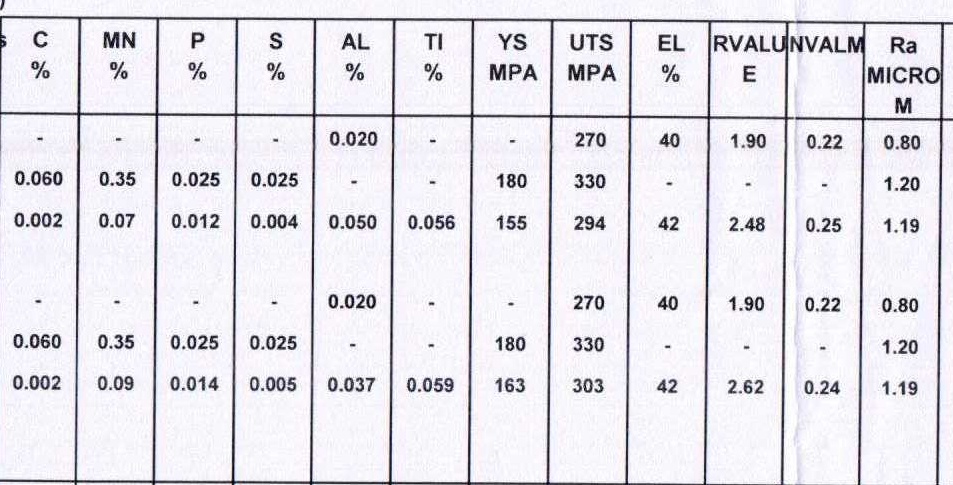 )
s C MN P S AL TI YS UTS EL RVALU NVALM Ra
% % % % % % MPA MPA % E MICRO
M
- - - - 0.020 - - 270 40 1.90 0.22 0.80
0.060 0.35 0.025 0.025 - - 180 330 - - - 1.20
0.002 0.07 0.012 0.004 0.050 0.056 155 294 42 2.48 0.25 1.19
- - - - 0.020 - - 270 40 1.90 0.22 0.80
0.060 0.35 0.025 0.025 - - 180 330 - - - 1.20
0.002 0.09 0.014 0.005 0.037 0.059 163 303 42 2.62 0.24 1.19